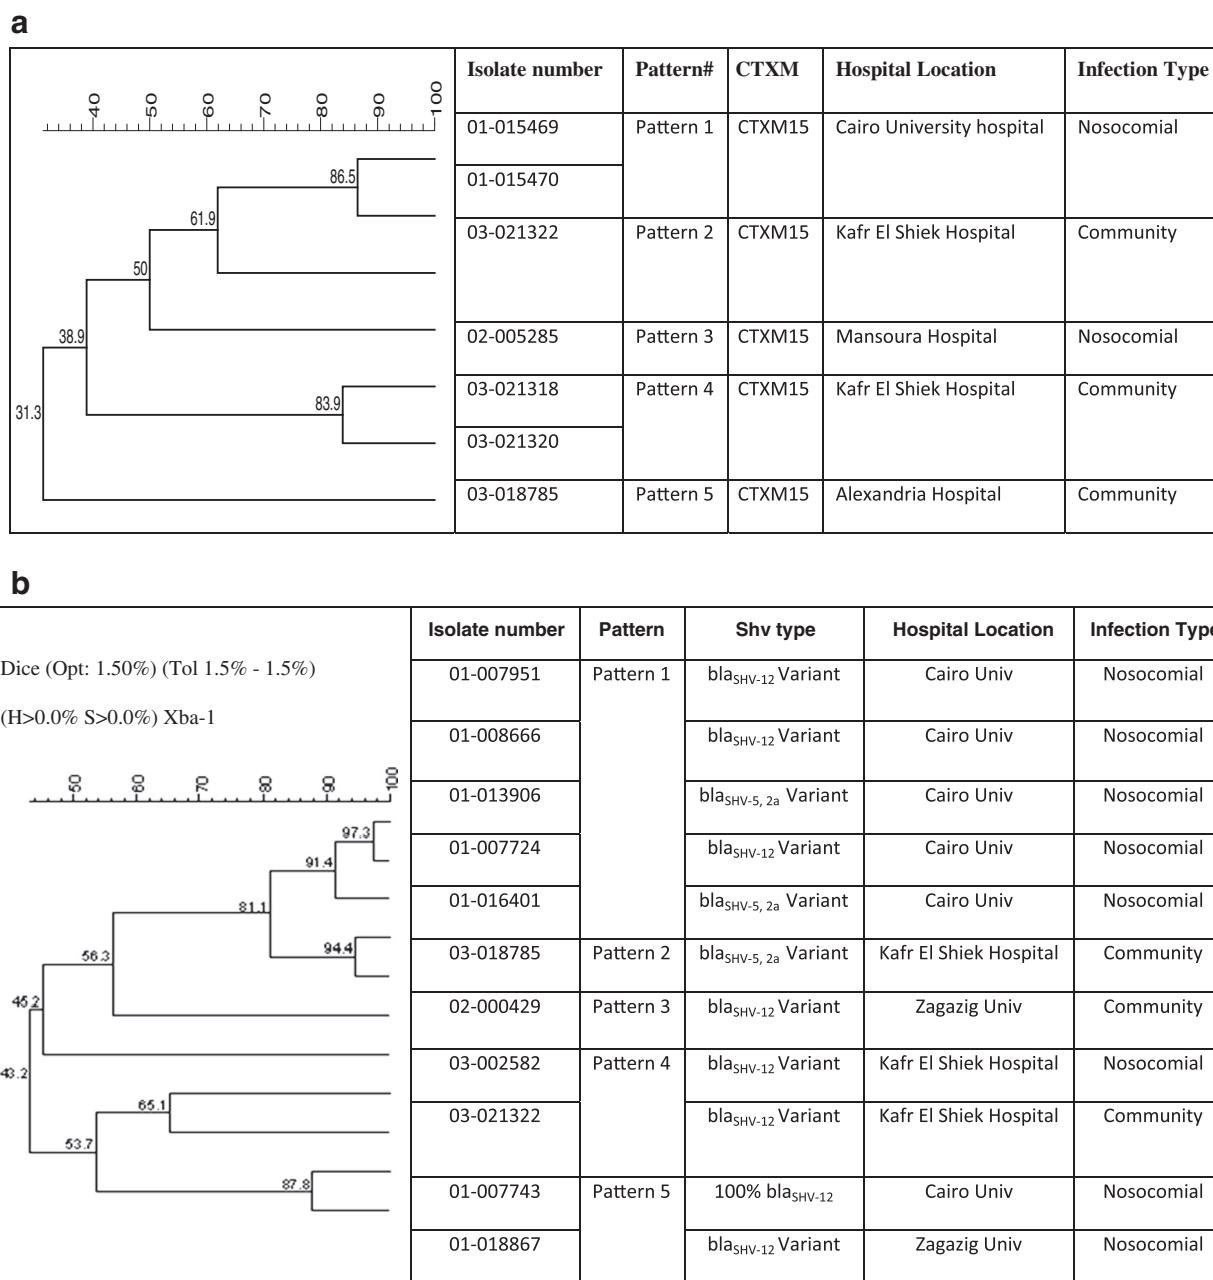 a
Isolate number Pattern# CTXM Hospital Location Infection Type
40 50 60 70 80 90 100
01-015469 Pattern 1 CTXM15 Cairo University hospital Nosocomial
86.5
01-015470
61.9
03-021322 Pattern 2 CTXM15 Kafr El Shiek Hospital Community
50
38.9
02-005285 Pattern 3 CTXM15 Mansoura Hospital Nosocomial
03-021318 Pattern 4 CTXM15 Kafr El Shiek Hospital Community
83.9
31.3
03-021320
03-018785 Pattern 5 CTXM15 Alexandria Hospital Community
b
Isolate number Pattern Shv type Hospital Location Infection Type
Dice (Opt: 1.50%) (Tol 1.5% - 1.5%)
(H>0.0% S>0.0%) Xba-1
50 60 70 80 90 100
01-007951 Pattern 1 blaSHV-12 Variant Cairo Univ Nosocomial
01-008666 blaSHV-12 Variant Cairo Univ Nosocomial
01-013906 blaSHV-5, 2a Variant Cairo Univ Nosocomial
97.3
01-007724 blaSHV-12 Variant Cairo Univ Nosocomial
91.4
01-016401 blaSHV-5, 2a Variant Cairo Univ Nosocomial
81.1
94.4
03-018785 Pattern 2 blaSHV-5, 2a Variant Kafr El Shiek Hospital Community
56.3
45.2
02-000429 Pattern 3 blaSHV-12 Variant Zagazig Univ Community
03-002582 Pattern 4 blaSHV-12 Variant Kafr El Shiek Hospital Nosocomial
43.2
65.1
03-021322 blaSHV-12 Variant Kafr El Shiek Hospital Community
53.7
87.8
01-007743 Pattern 5 100% blaSHV-12 Cairo Univ Nosocomial
01-018867 blaSHV-12 Variant Zagazig Univ Nosocomial